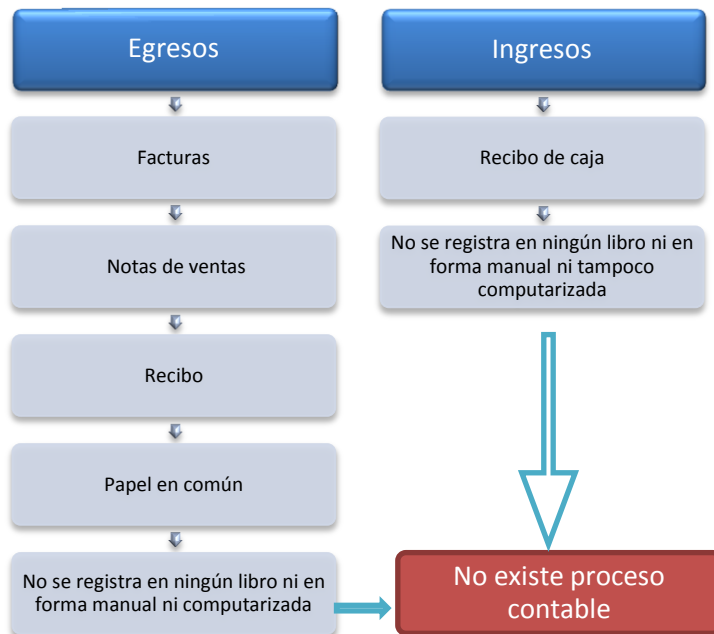 Egresos
Facturas
Notas de ventas
Recibo
Papel en común
No se registra en ningún libro ni en
forma manual ni computarizada
Ingresos
Recibo de caja
No se registra en ningún libro ni en
forma manual ni tampoco
computarizada
No existe proceso
contable